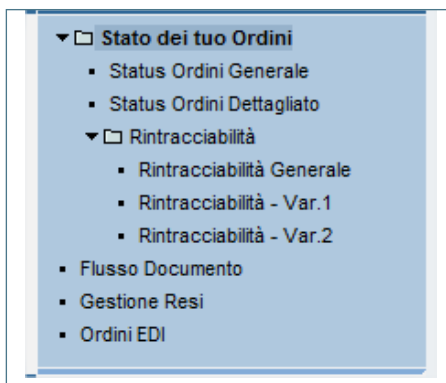 Stato dei tuo Ordini
Status Ordini Generale
Status Ordini Dettagliato
Rintracciabilità
Rintracciabilità Generale
Rintracciabilità - Var.1
Rintracciabilità - Var.2
Flusso Documento
Gestione Resi
Ordini EDI